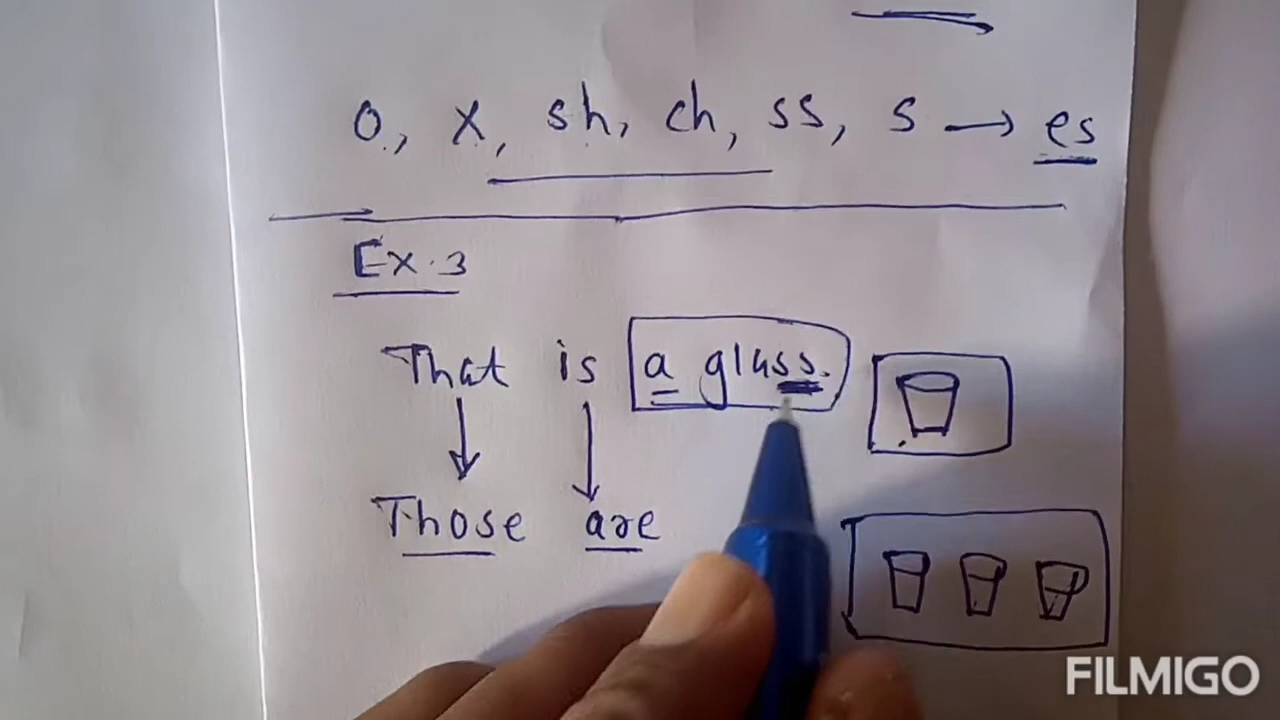 o, x, sh, ch, ss, s → es
Ex. 3
That is a glass.
Those are
FILMIGO